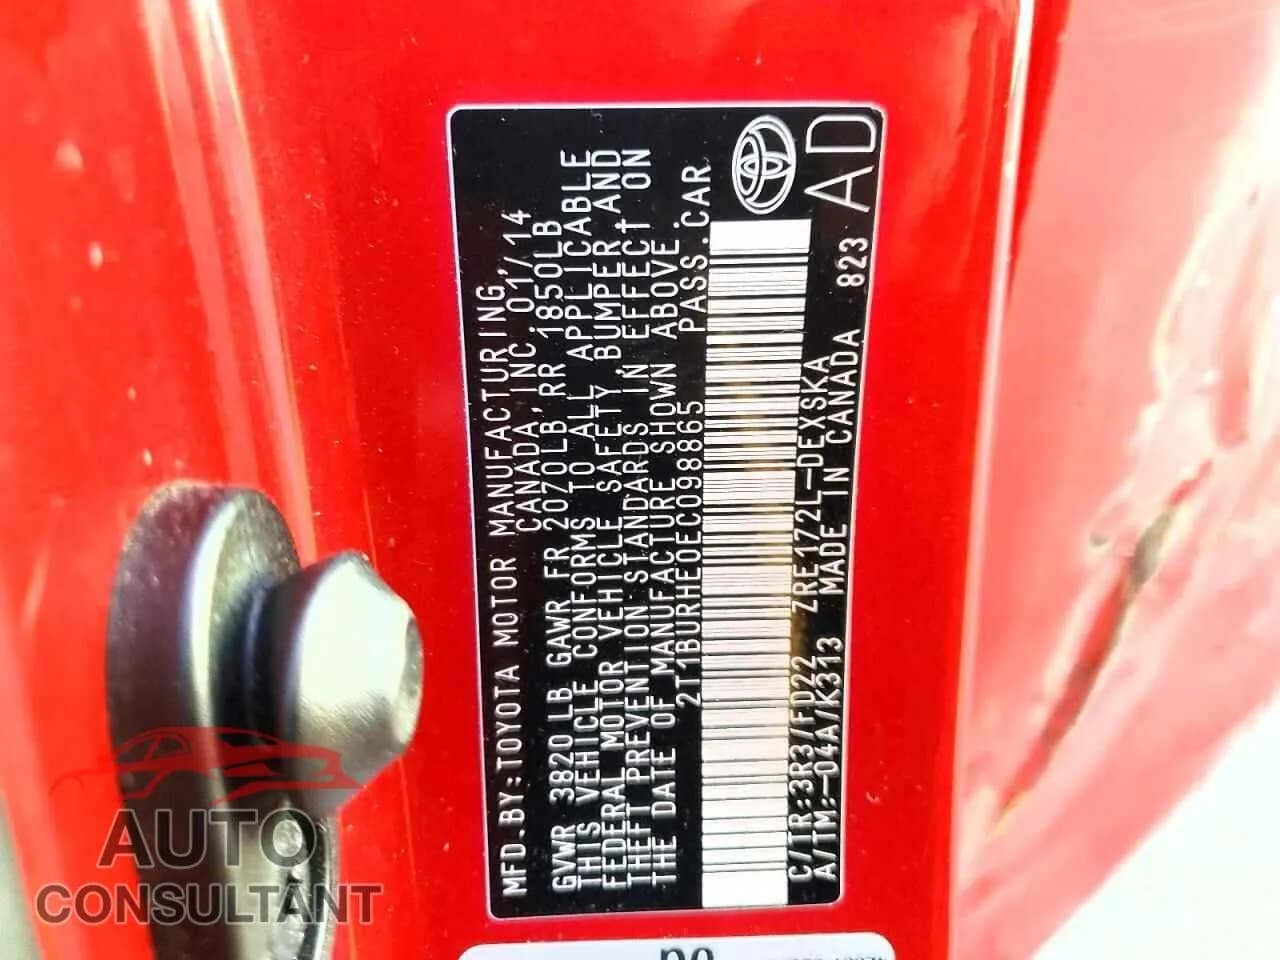 MFD.BY:TOYOTA MOTOR MANUFACTURING,
CANADA,INC. 01/14
GVWR 3820 LB GAWR FR 2070LB,RR 1850LB
THIS VEHICLE CONFORMS TO ALL APPLICABLE
FEDERAL MOTOR VEHICLE SAFETY,BUMPER AND
THEFT PREVENTION STANDARDS IN EFFECT ON
THE DATE OF MANUFACTURE SHOWN ABOVE.
2T1BURHE0EC098865 PASS.CAR
C/TR:3R3/FD22 ZRE172L-DEXSKA
A/TM:-04A/K313 MADE IN CANADA 823
AD
AUTO
CONSULTANT